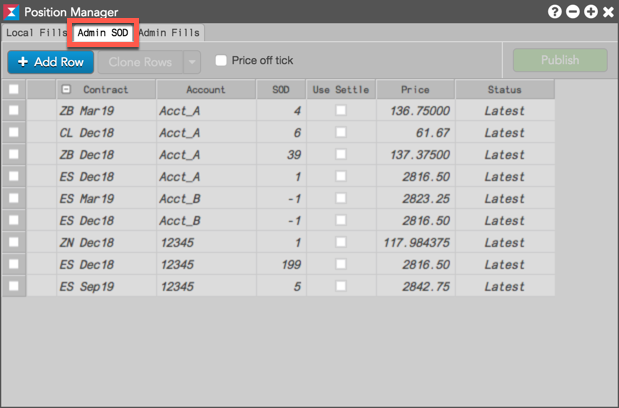 Position Manager
Local Fills Admin SOD Admin Fills
+ Add Row Clone Rows Price off tick Publish
Contract Account SOD Use Settle Price Status
ZB Mar19 Acct_A 4 136.75000 Latest
CL Dec18 Acct_A 6 61.67 Latest
ZB Dec18 Acct_A 39 137.37500 Latest
ES Dec18 Acct_A 1 2816.50 Latest
ES Mar19 Acct_B -1 2823.25 Latest
ES Dec18 Acct_B -1 2816.50 Latest
ZN Dec18 12345 1 117.984375 Latest
ES Dec18 12345 199 2816.50 Latest
ES Sep19 12345 5 2842.75 Latest